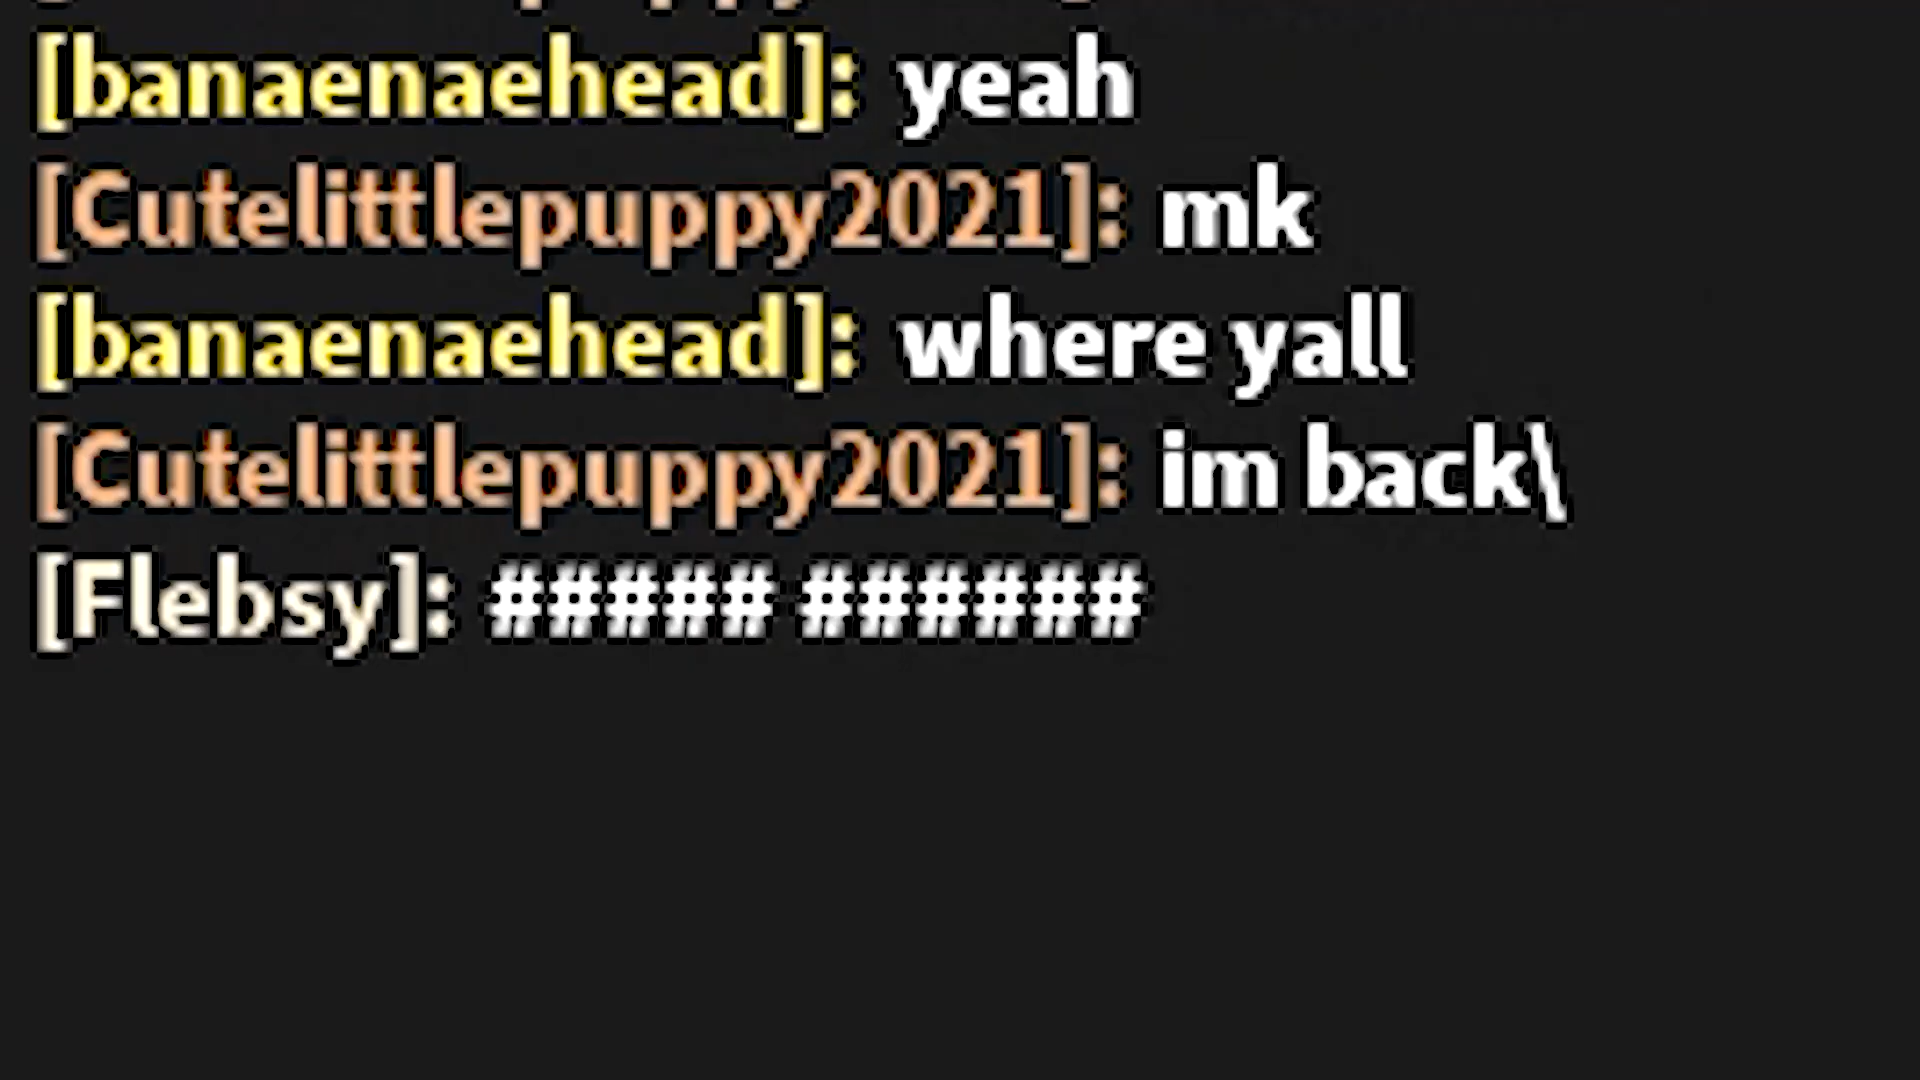 [banaenaehead]: yeah
[Cutelittlepuppy2021]: mk
[banaenaehead]: where yall
[Cutelittlepuppy2021]: im back\
[Flebsy]: ##### ######